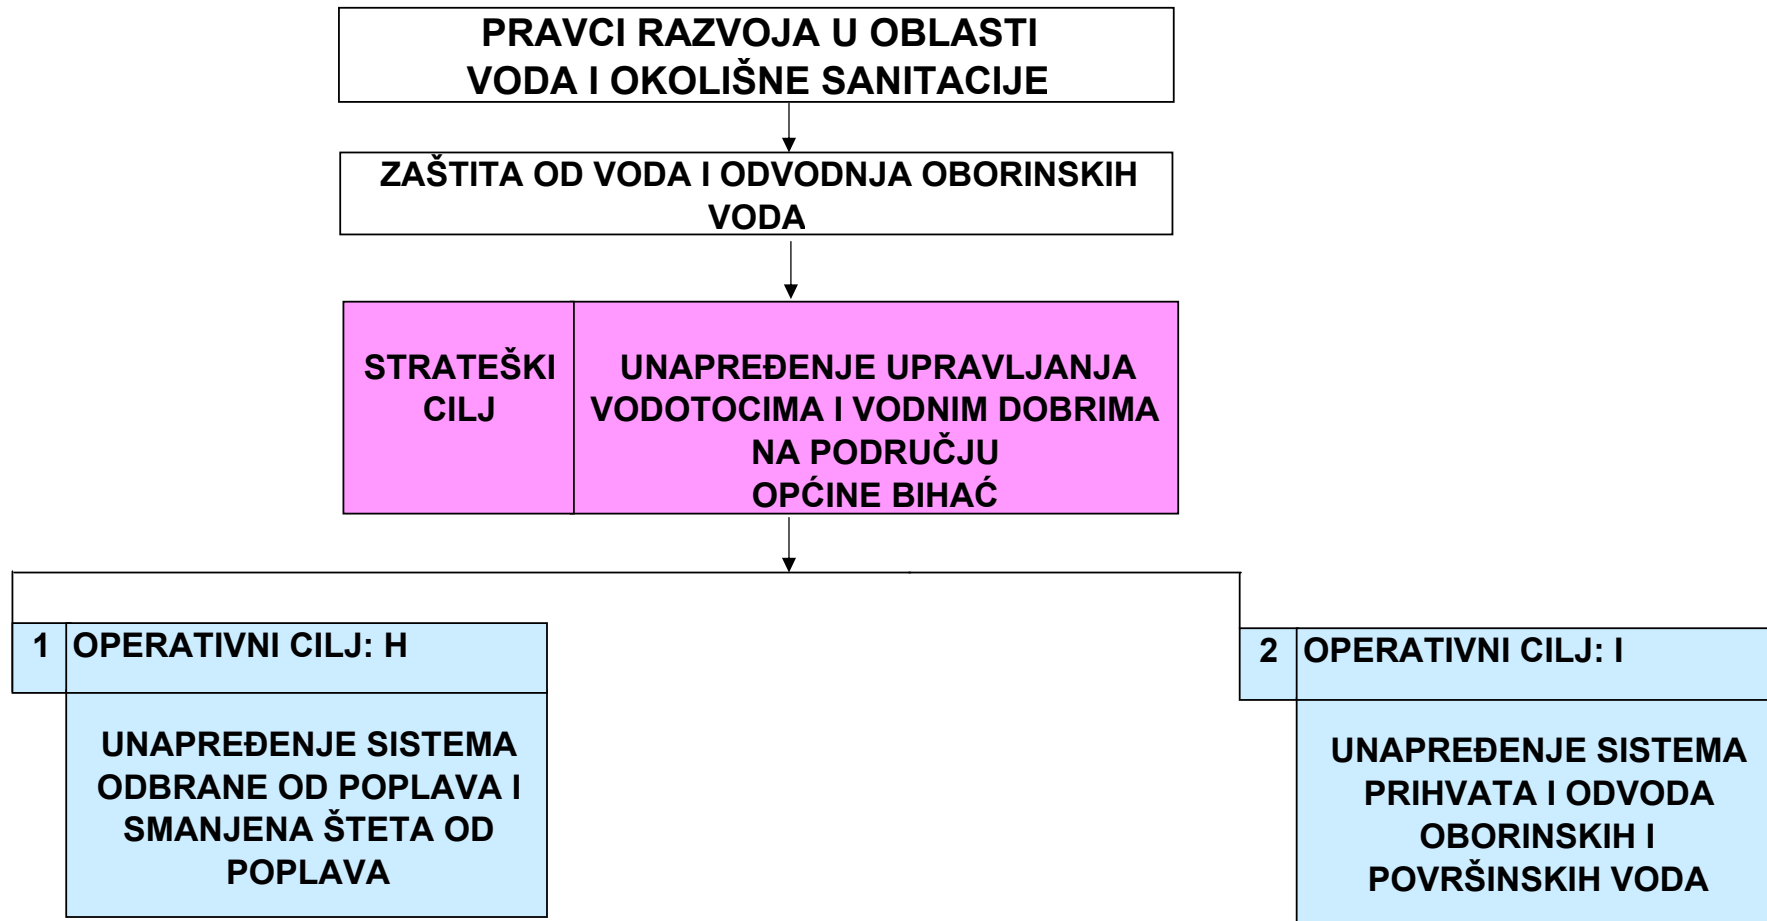 PRAVCI RAZVOJA U OBLASTI
VODA I OKOLIŠNE SANITACIJE
ZAŠTITA OD VODA I ODVODNJA OBORINSKIH
VODA
STRATEŠKI
CILJ
UNAPREĐENJE UPRAVLJANJA
VODOTOCIMA I VODNIM DOBRIMA
NA PODRUČJU
OPĆINE BIHAĆ
1 OPERATIVNI CILJ: H
UNAPREĐENJE SISTEMA
ODBRANE OD POPLAVA I
SMANJENA ŠTETA OD
POPLAVA
2 OPERATIVNI CILJ: I
UNAPREĐENJE SISTEMA
PRIHVATA I ODVODA
OBORINSKIH I
POVRŠINSKIH VODA